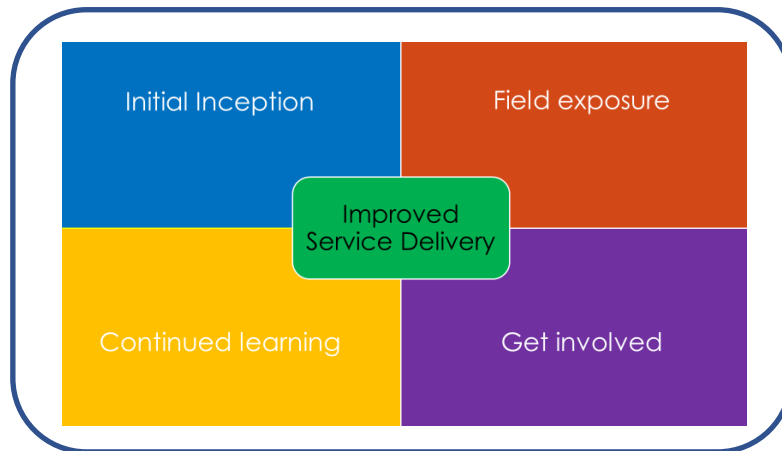 Initial Inception
Field exposure
Improved
Service Delivery
Continued learning
Get involved